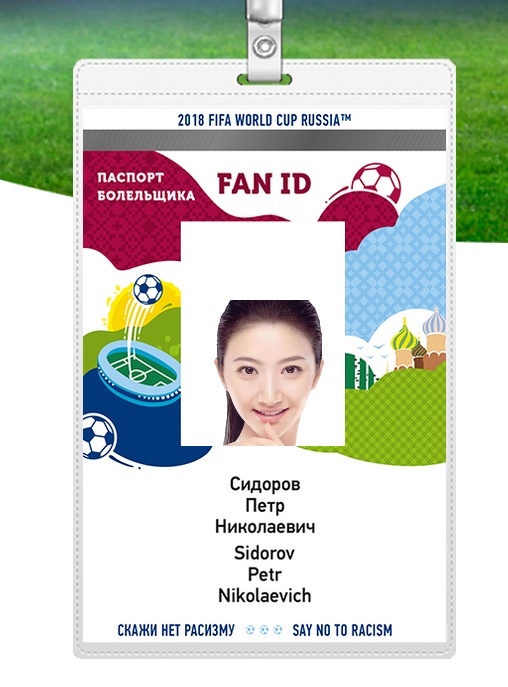 2018 FIFA WORLD CUP RUSSIA™
ПАСПОРТ
БОЛЕЛЬЩИКА
FAN ID
Сидоров
Петр
Николаевич
Sidorov
Petr
Nikolaevich
СКАЖИ НЕТ РАСИЗМУ SAY NO TO RACISM